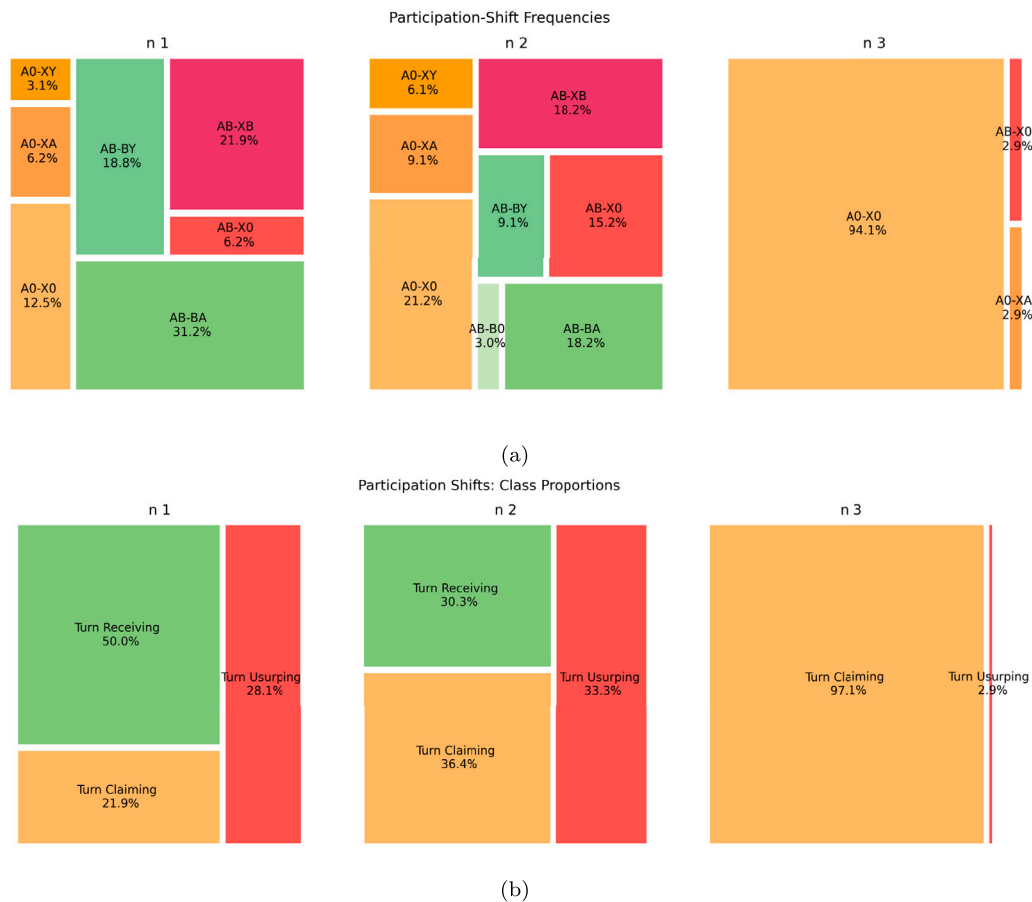 Participation-Shift Frequencies
n 1
n 2
n 3
A0-XY
3.1%
A0-XA
6.2%
A0-X0
12.5%
AB-BY
18.8%
AB-XB
21.9%
AB-X0
6.2%
AB-BA
31.2%
A0-XY
6.1%
A0-XA
9.1%
A0-X0
21.2%
AB-XB
18.2%
AB-BY
9.1%
AB-X0
15.2%
AB-B0
3.0%
AB-BA
18.2%
A0-X0
94.1%
AB-X0
2.9%
A0-XA
2.9%
(a)
Participation Shifts: Class Proportions
n 1
n 2
n 3
Turn Receiving
50.0%
Turn Claiming
21.9%
Turn Usurping
28.1%
Turn Receiving
30.3%
Turn Claiming
36.4%
Turn Usurping
33.3%
Turn Claiming
97.1%
Turn Usurping
2.9%
(b)